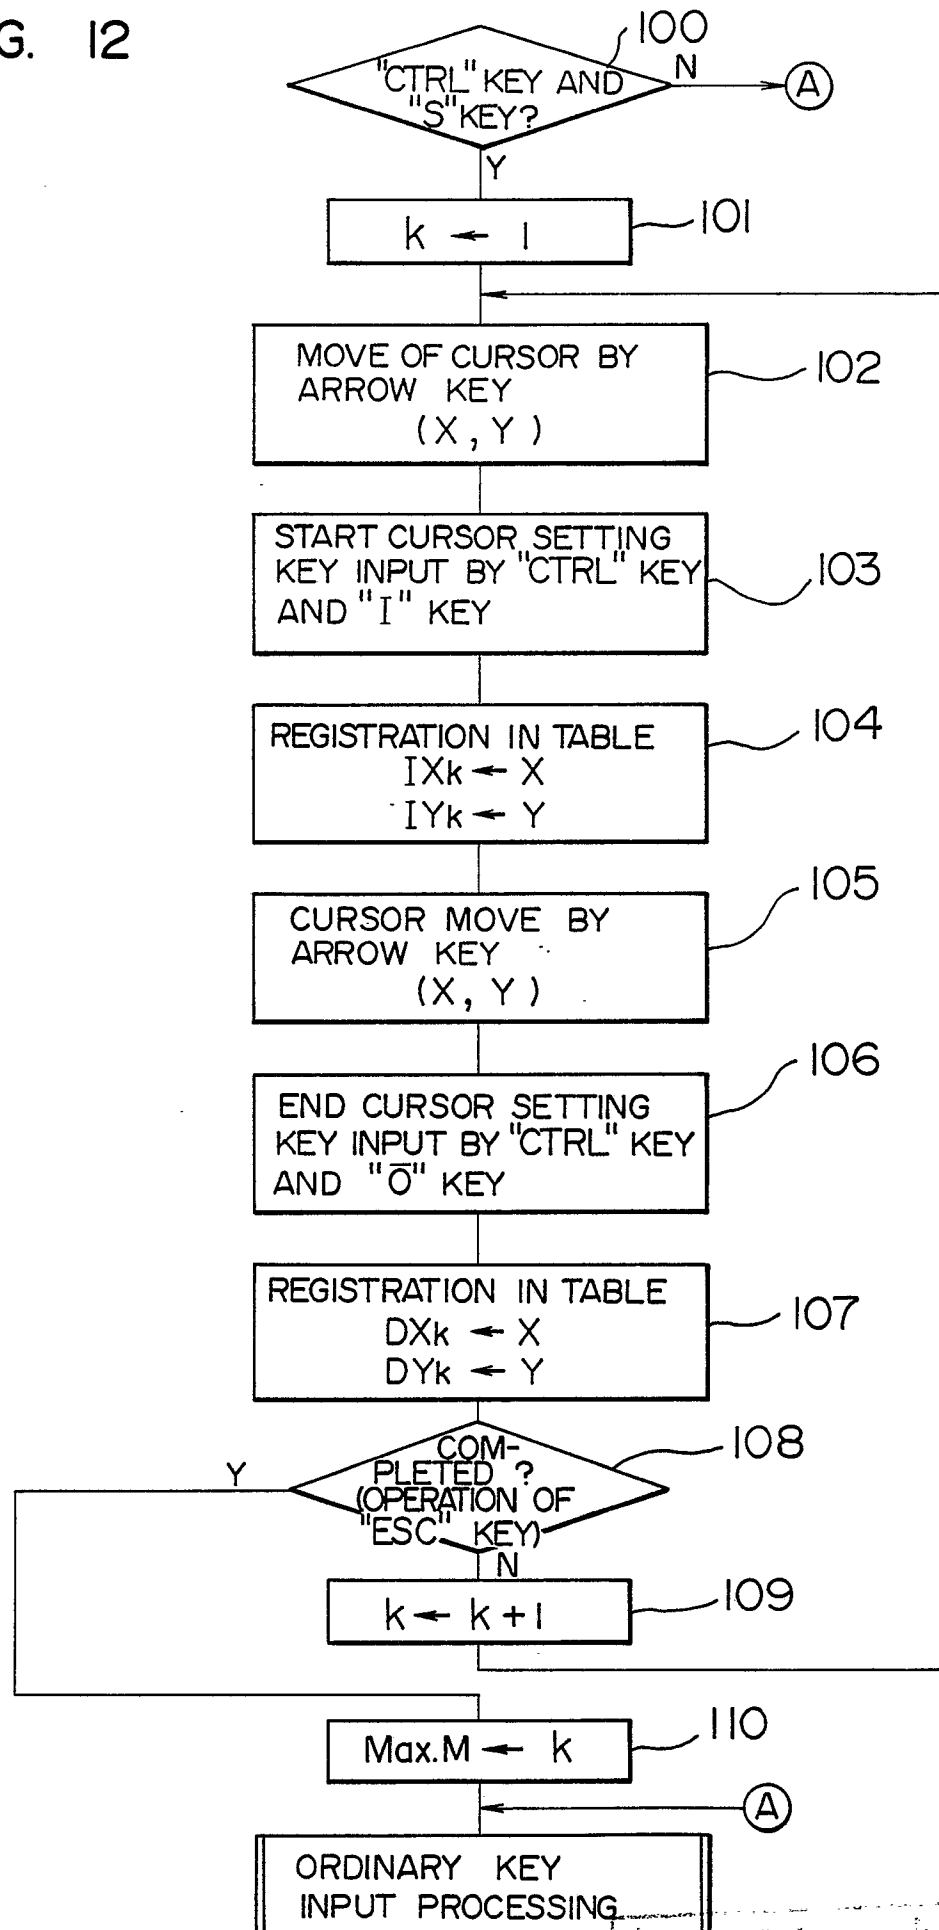 G. 12
100
"CTRL" KEY AND
"S" KEY?
N
A
Y
k ← 1
101
MOVE OF CURSOR BY
ARROW KEY
(X, Y)
102
START CURSOR SETTING
KEY INPUT BY "CTRL" KEY
AND "I" KEY
103
REGISTRATION IN TABLE
IXk ← X
IYk ← Y
104
CURSOR MOVE BY
ARROW KEY
(X, Y)
105
END CURSOR SETTING
KEY INPUT BY "CTRL" KEY
AND "Ō" KEY
106
REGISTRATION IN TABLE
DXk ← X
DYk ← Y
107
COM-
PLETED ?
(OPERATION OF
"ESC" KEY)
108
Y
N
k ← k + 1
109
Max.M ← k
110
A
ORDINARY KEY
INPUT PROCESSING